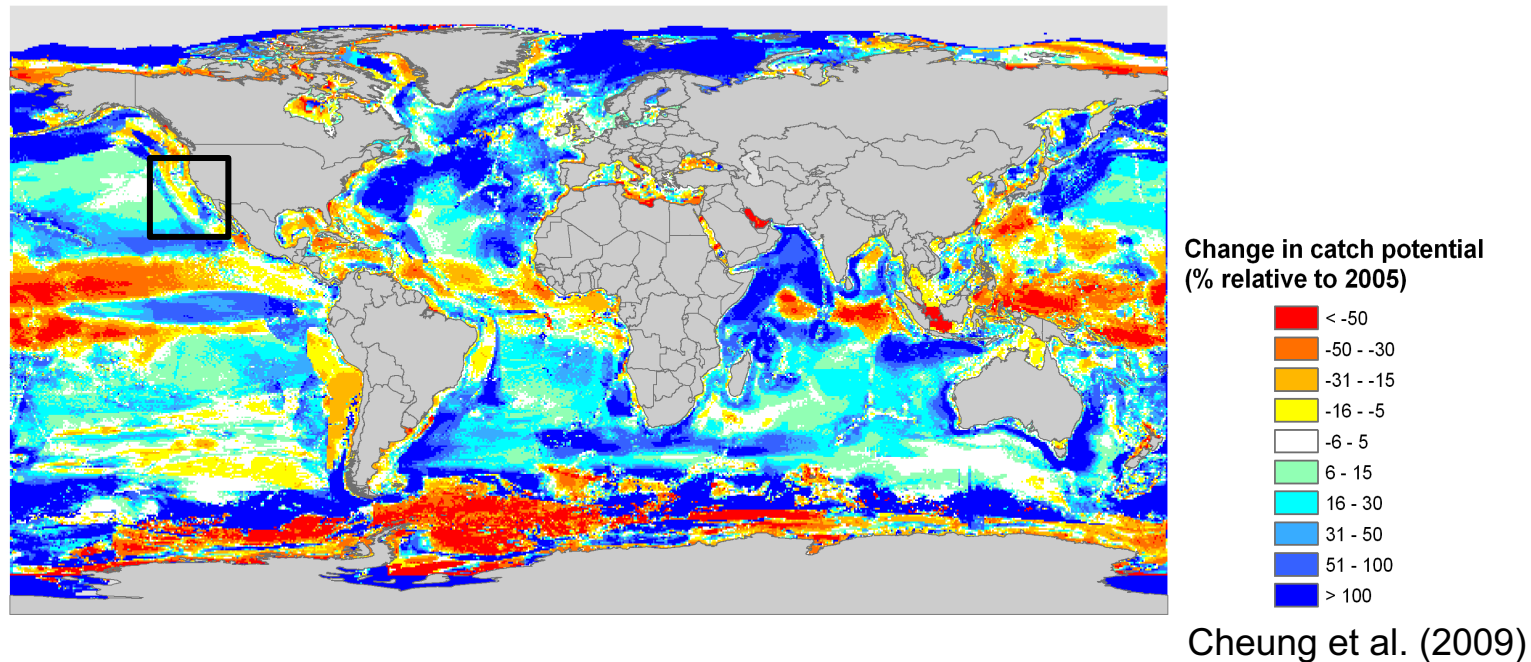 Change in catch potential
(% relative to 2005)
< -50
-50 - -30
-31 - -15
-16 - -5
-6 - 5
6 - 15
16 - 30
31 - 50
51 - 100
> 100
Cheung et al. (2009)